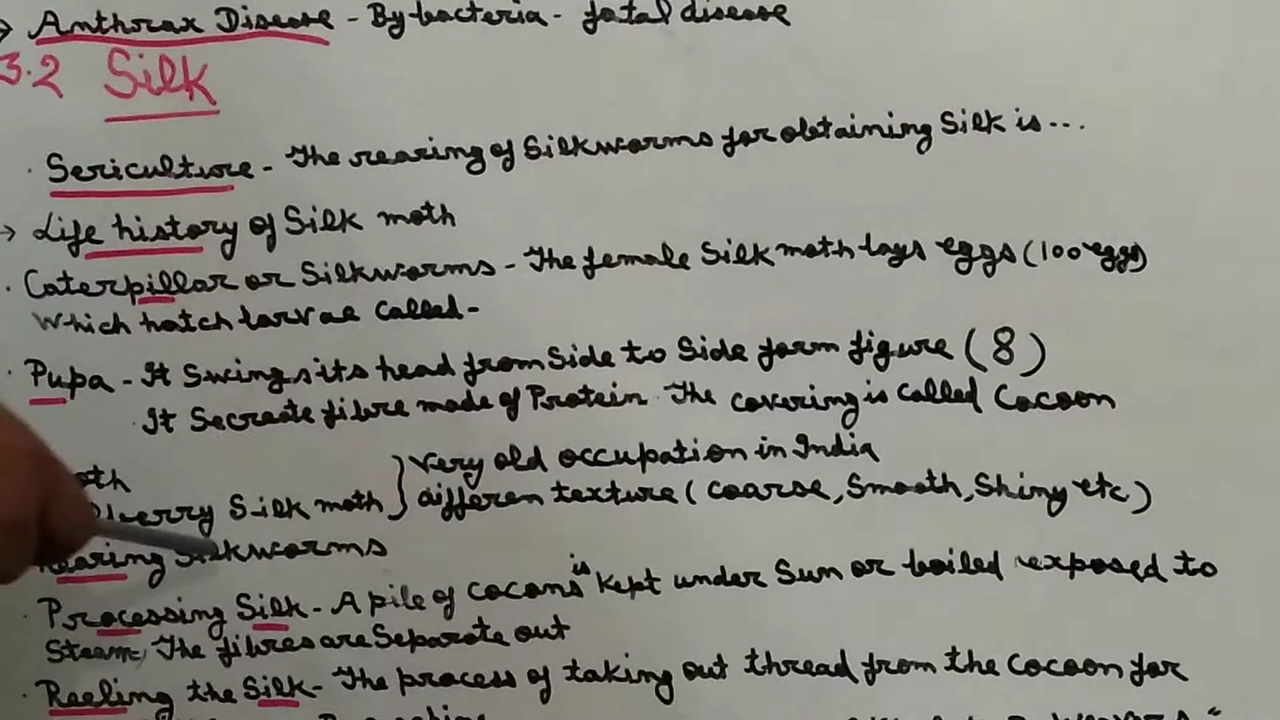 → Anthrax Disease - By bacteria - fatal disease
3.2 Silk
· Sericulture - The rearing of Silkworms for obtaining Silk is ...
→ Life history of Silk moth
· Caterpillar or Silkworms - The female Silk moth lays eggs (100 eggs)
Which hatch larvae called -
· Pupa - It Swings its head from Side to Side form figure (8)
· It Secreate fibre made of Protein. The covering is called Cocoon
} Very old occupation in India
Silk moth } differen texture (coarse, Smooth, Shiny etc)
Rearing Silkworms
· Processing Silk - A pile of cocons is kept under Sun or boiled exposed to
Steam, The fibres are Separate out
· Reeling the Silk - The process of taking out thread from the Cocoon for